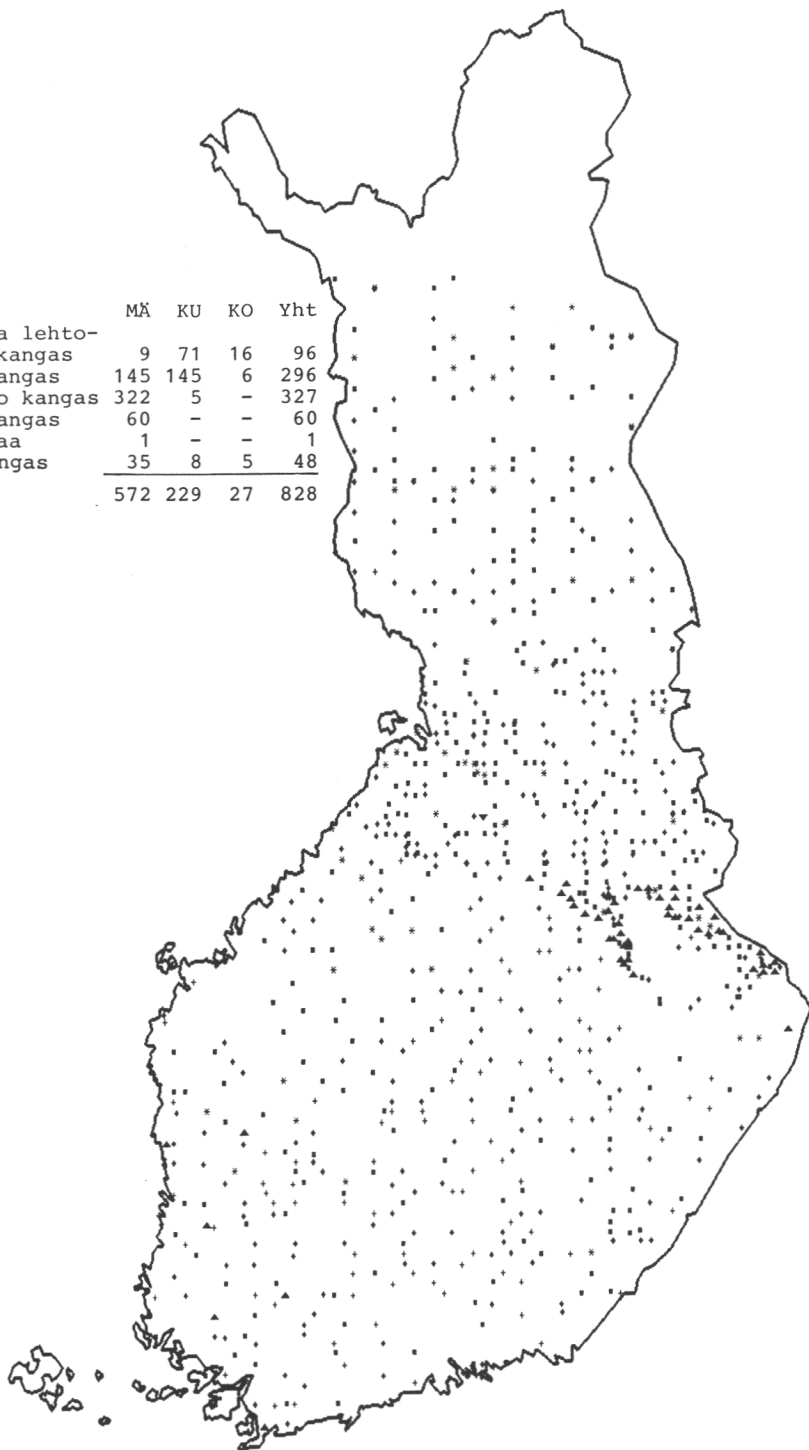 MÄ KU KO Yht
a lehto-
kangas 9 71 16 96
angas 145 145 6 296
o kangas 322 5 - 327
angas 60 - - 60
aa 1 - - 1
ngas 35 8 5 48
572 229 27 828